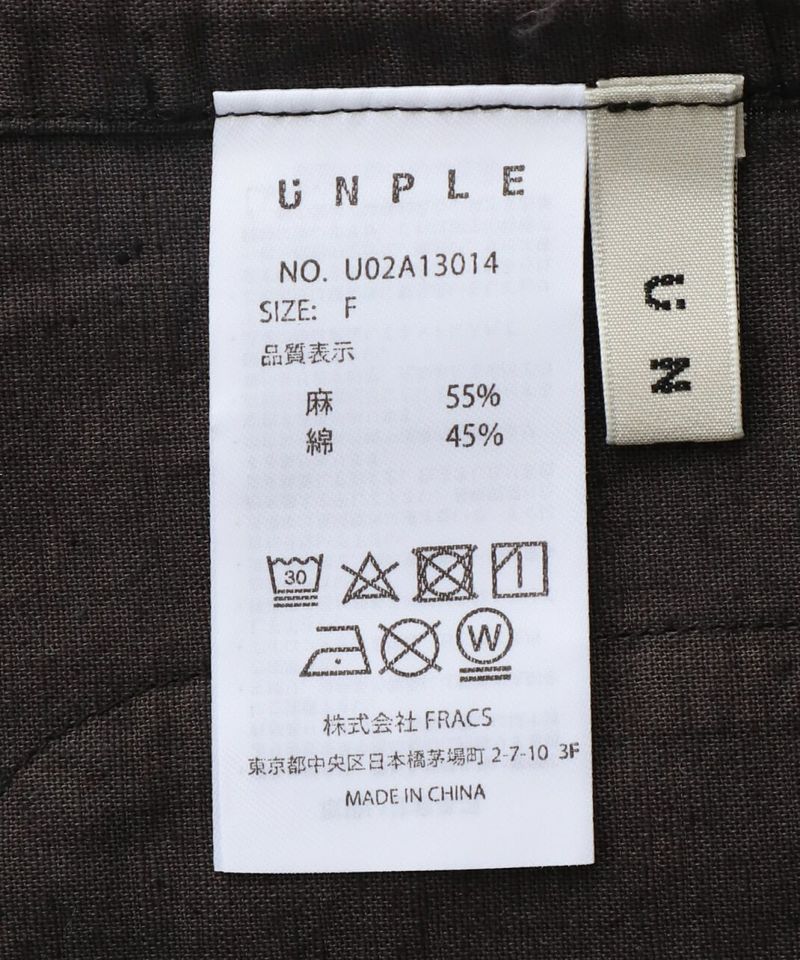 UNPLE
NO. U02A13014
SIZE: F
品質表示
麻 55%
綿 45%
30
W
株式会社 FRACS
東京都中央区日本橋茅場町 2-7-10 3F
MADE IN CHINA
UN